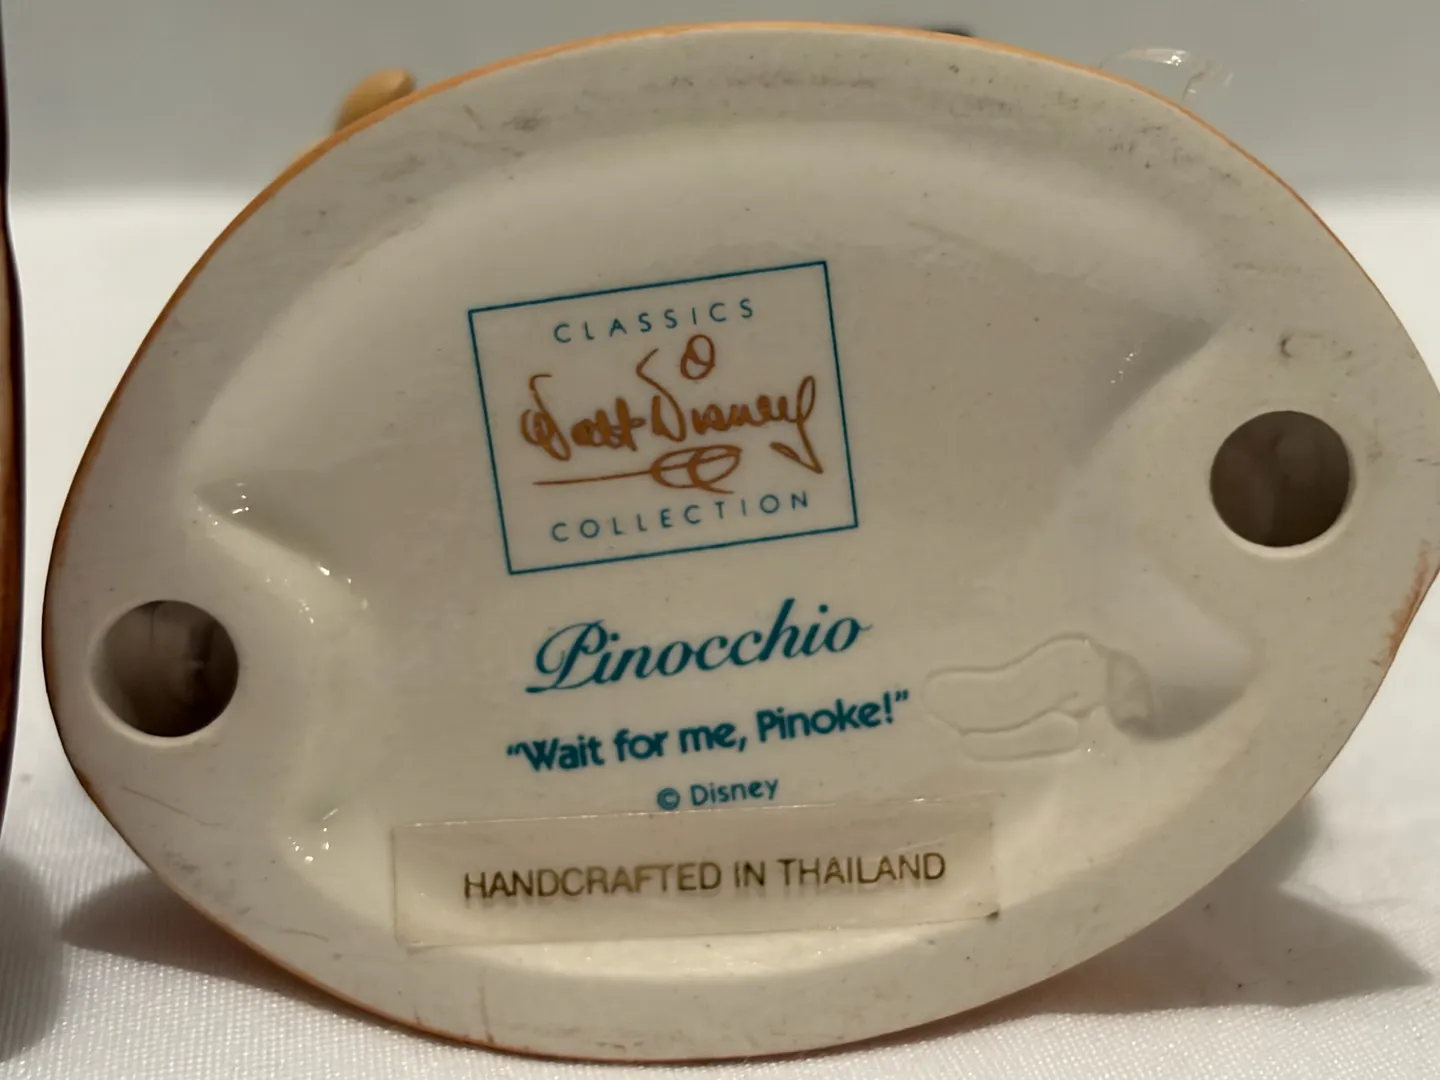 CLASSICS
Walt Disney
COLLECTION
Pinocchio
“Wait for me, Pinoke!”
© Disney
HANDCRAFTED IN THAILAND